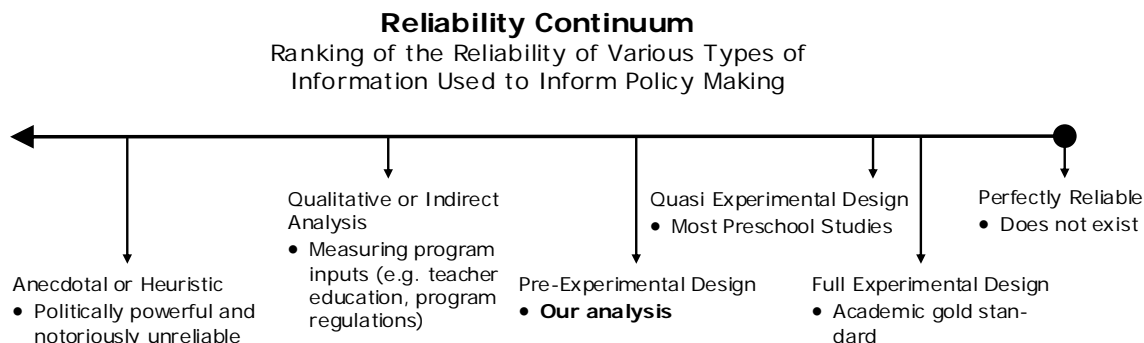 Reliability Continuum
Ranking of the Reliability of Various Types of
Information Used to Inform Policy Making
Anecdotal or Heuristic
• Politically powerful and
notoriously unreliable
Qualitative or Indirect
Analysis
• Measuring program
inputs (e.g. teacher
education, program
regulations)
Pre-Experimental Design
• Our analysis
Quasi Experimental Design
• Most Preschool Studies
Full Experimental Design
• Academic gold stan-
dard
Perfectly Reliable
• Does not exist